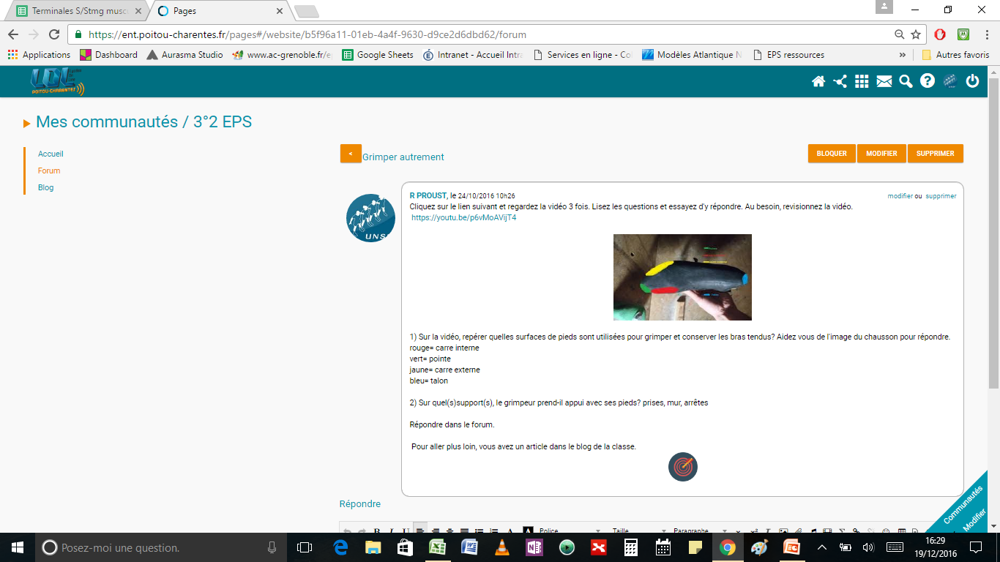 Terminales S/Stmg musc
Pages
https://ent.poitou-charentes.fr/pages#/website/b5f96a11-01eb-4a4f-9630-d9ce2d6dbd62/forum
Applications Dashboard Aurasma Studio www.ac-grenoble.fr/e Google Sheets Intranet - Accueil Intra Services en ligne - Col Modèles Atlantique N EPS ressources » Autres favoris
LOL
POITOU-CHARENTES
Mes communautés / 3°2 EPS
Accueil
Forum
Blog
< Grimper autrement
BLOQUER MODIFIER SUPPRIMER
UNSS
R PROUST, le 24/10/2016 10h26
modifier ou supprimer
Cliquez sur le lien suivant et regardez la vidéo 3 fois. Lisez les questions et essayez d'y répondre. Au besoin, revisionnez la vidéo.
https://youtu.be/p6vMoAVijT4
1) Sur la vidéo, repérer quelles surfaces de pieds sont utilisées pour grimper et conserver les bras tendus? Aidez vous de l'image du chausson pour répondre.
rouge= carre interne
vert= pointe
jaune= carre externe
bleu= talon
2) Sur quel(s)support(s), le grimpeur prend-il appui avec ses pieds? prises, mur, arrêtes
Répondre dans le forum.
Pour aller plus loin, vous avez un article dans le blog de la classe.
Répondre
Communautés
Modifier
B I U A A Police Taille Paragraphe
Posez-moi une question.
16:29
19/12/2016